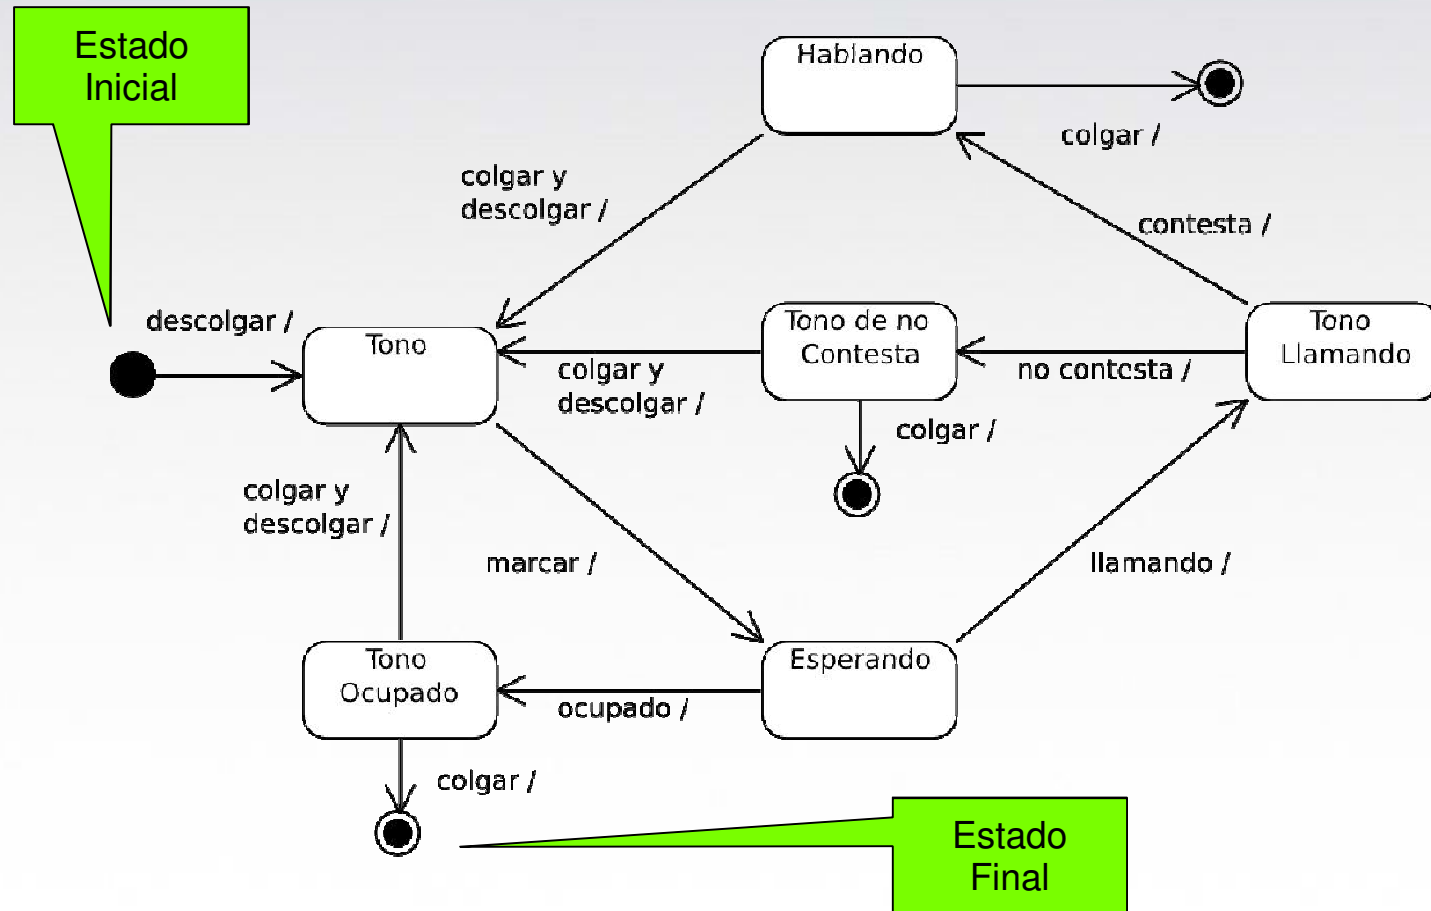 Estado
Inicial
Hablando
colgar /
colgar y
descolgar /
contesta /
descolgar /
Tono
Tono de no
Contesta
Tono
Llamando
colgar y
descolgar /
no contesta /
colgar /
colgar y
descolgar /
marcar /
llamando /
Tono
Ocupado
Esperando
ocupado /
colgar /
Estado
Final